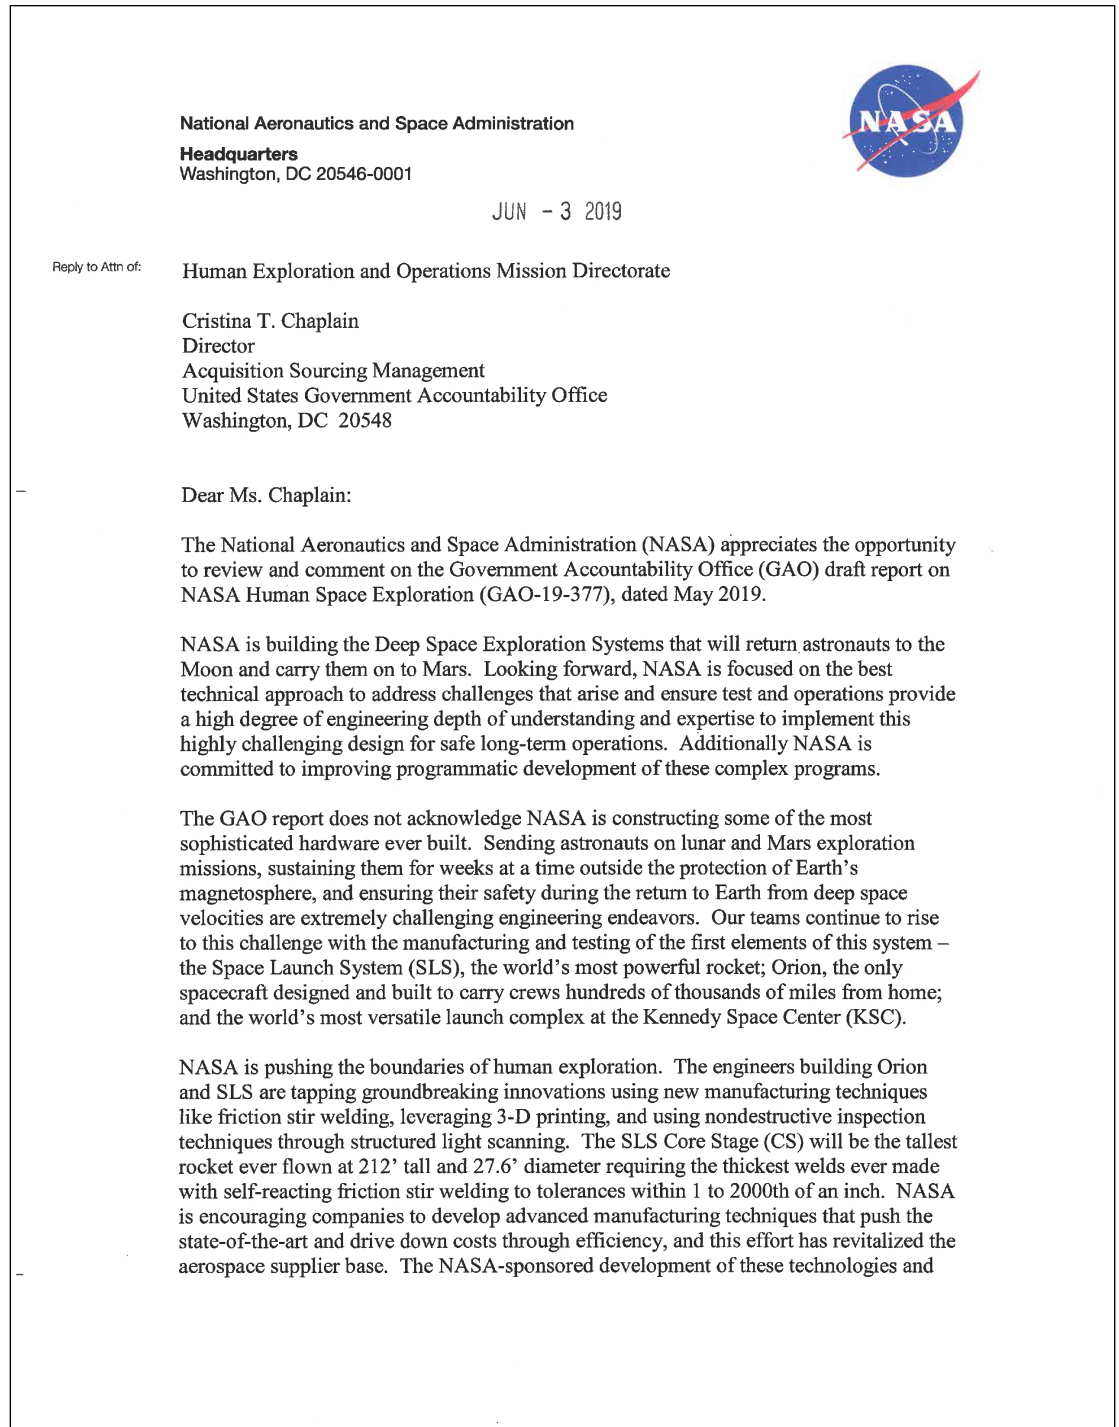 National Aeronautics and Space Administration
Headquarters
Washington, DC 20546-0001
NASA
JUN - 3 2019
Reply to Attn of:
Human Exploration and Operations Mission Directorate
Cristina T. Chaplain
Director
Acquisition Sourcing Management
United States Government Accountability Office
Washington, DC 20548
Dear Ms. Chaplain:
The National Aeronautics and Space Administration (NASA) appreciates the opportunity
to review and comment on the Government Accountability Office (GAO) draft report on
NASA Human Space Exploration (GAO-19-377), dated May 2019.
NASA is building the Deep Space Exploration Systems that will return astronauts to the
Moon and carry them on to Mars. Looking forward, NASA is focused on the best
technical approach to address challenges that arise and ensure test and operations provide
a high degree of engineering depth of understanding and expertise to implement this
highly challenging design for safe long-term operations. Additionally NASA is
committed to improving programmatic development of these complex programs.
The GAO report does not acknowledge NASA is constructing some of the most
sophisticated hardware ever built. Sending astronauts on lunar and Mars exploration
missions, sustaining them for weeks at a time outside the protection of Earth's
magnetosphere, and ensuring their safety during the return to Earth from deep space
velocities are extremely challenging engineering endeavors. Our teams continue to rise
to this challenge with the manufacturing and testing of the first elements of this system –
the Space Launch System (SLS), the world's most powerful rocket; Orion, the only
spacecraft designed and built to carry crews hundreds of thousands of miles from home;
and the world's most versatile launch complex at the Kennedy Space Center (KSC).
NASA is pushing the boundaries of human exploration. The engineers building Orion
and SLS are tapping groundbreaking innovations using new manufacturing techniques
like friction stir welding, leveraging 3-D printing, and using nondestructive inspection
techniques through structured light scanning. The SLS Core Stage (CS) will be the tallest
rocket ever flown at 212' tall and 27.6' diameter requiring the thickest welds ever made
with self-reacting friction stir welding to tolerances within 1 to 2000th of an inch. NASA
is encouraging companies to develop advanced manufacturing techniques that push the
state-of-the-art and drive down costs through efficiency, and this effort has revitalized the
aerospace supplier base. The NASA-sponsored development of these technologies and